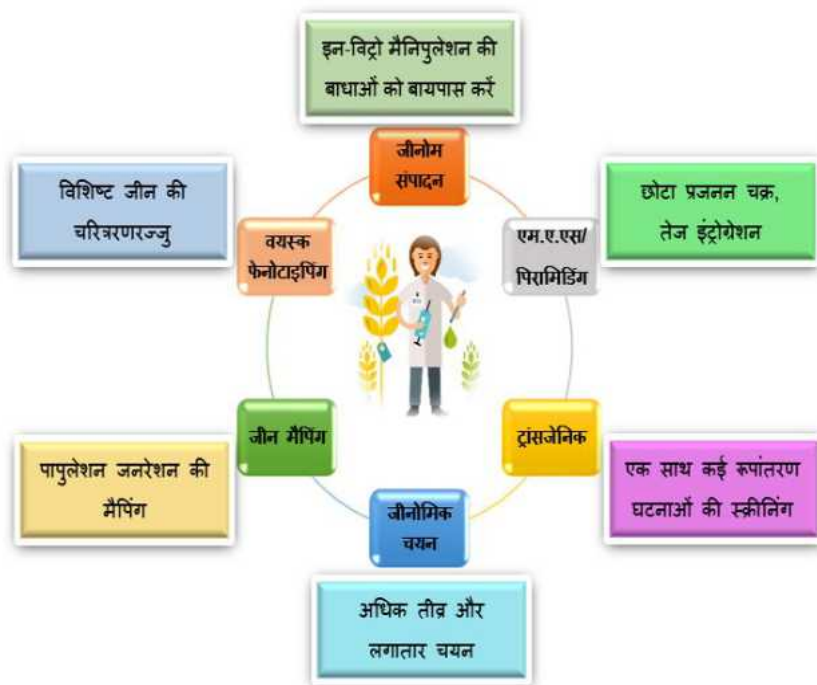 इन-विट्रो मैनिपुलेशन की
बाधाओं को बायपास करें
जीनोम
संपादन
छोटा प्रजनन चक्र,
तेज इंट्रोग्रेशन
एम.ए.एस/
पिरामिडिंग
ट्रांसजेनिक
एक साथ कई रूपांतरण
घटनाओं की स्क्रीनिंग
जीनोमिक
चयन
अधिक तीव्र और
लगातार चयन
जीन मैपिंग
पापुलेशन जनरेशन की
मैपिंग
वयस्क
फेनोटाइपिंग
विशिष्ट जीन की
चरित्ररणरज्जु